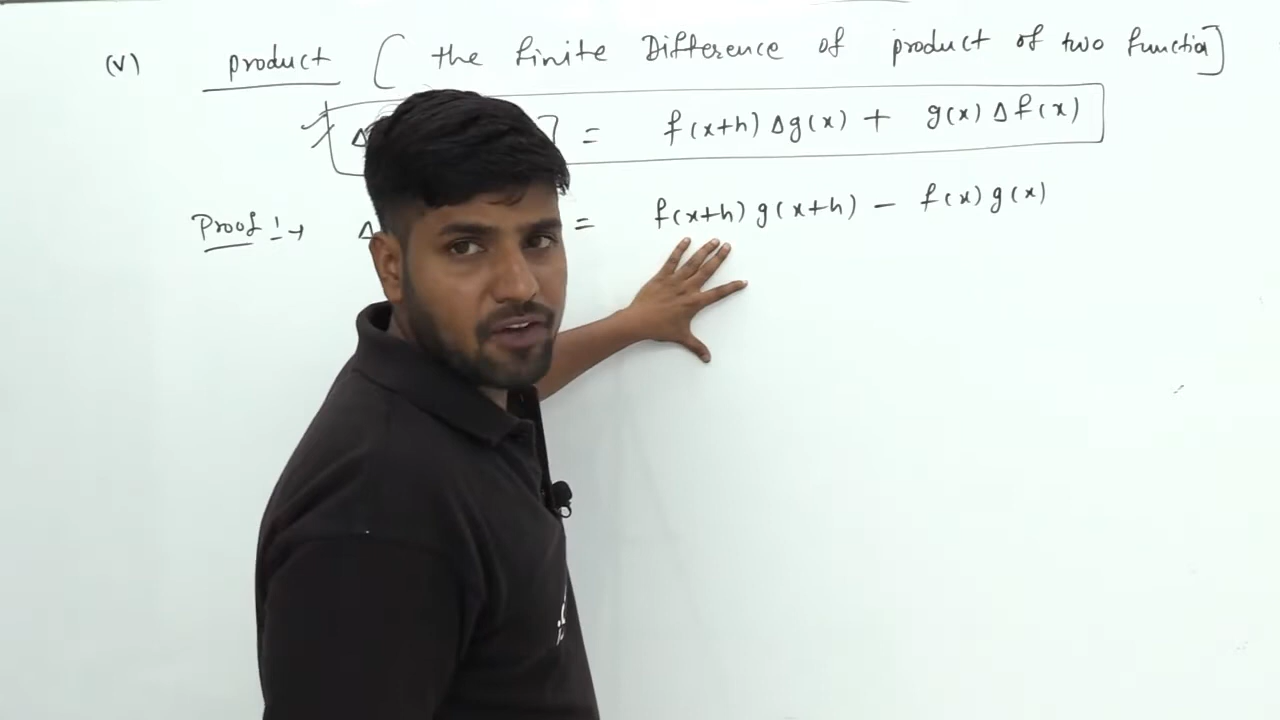 (V) product [ the finite Difference of product of two functio]
Δ ] = f(x+h) Δg(x) + g(x) Δf(x)
Proof :→ Δ = f(x+h) g(x+h) - f(x) g(x)